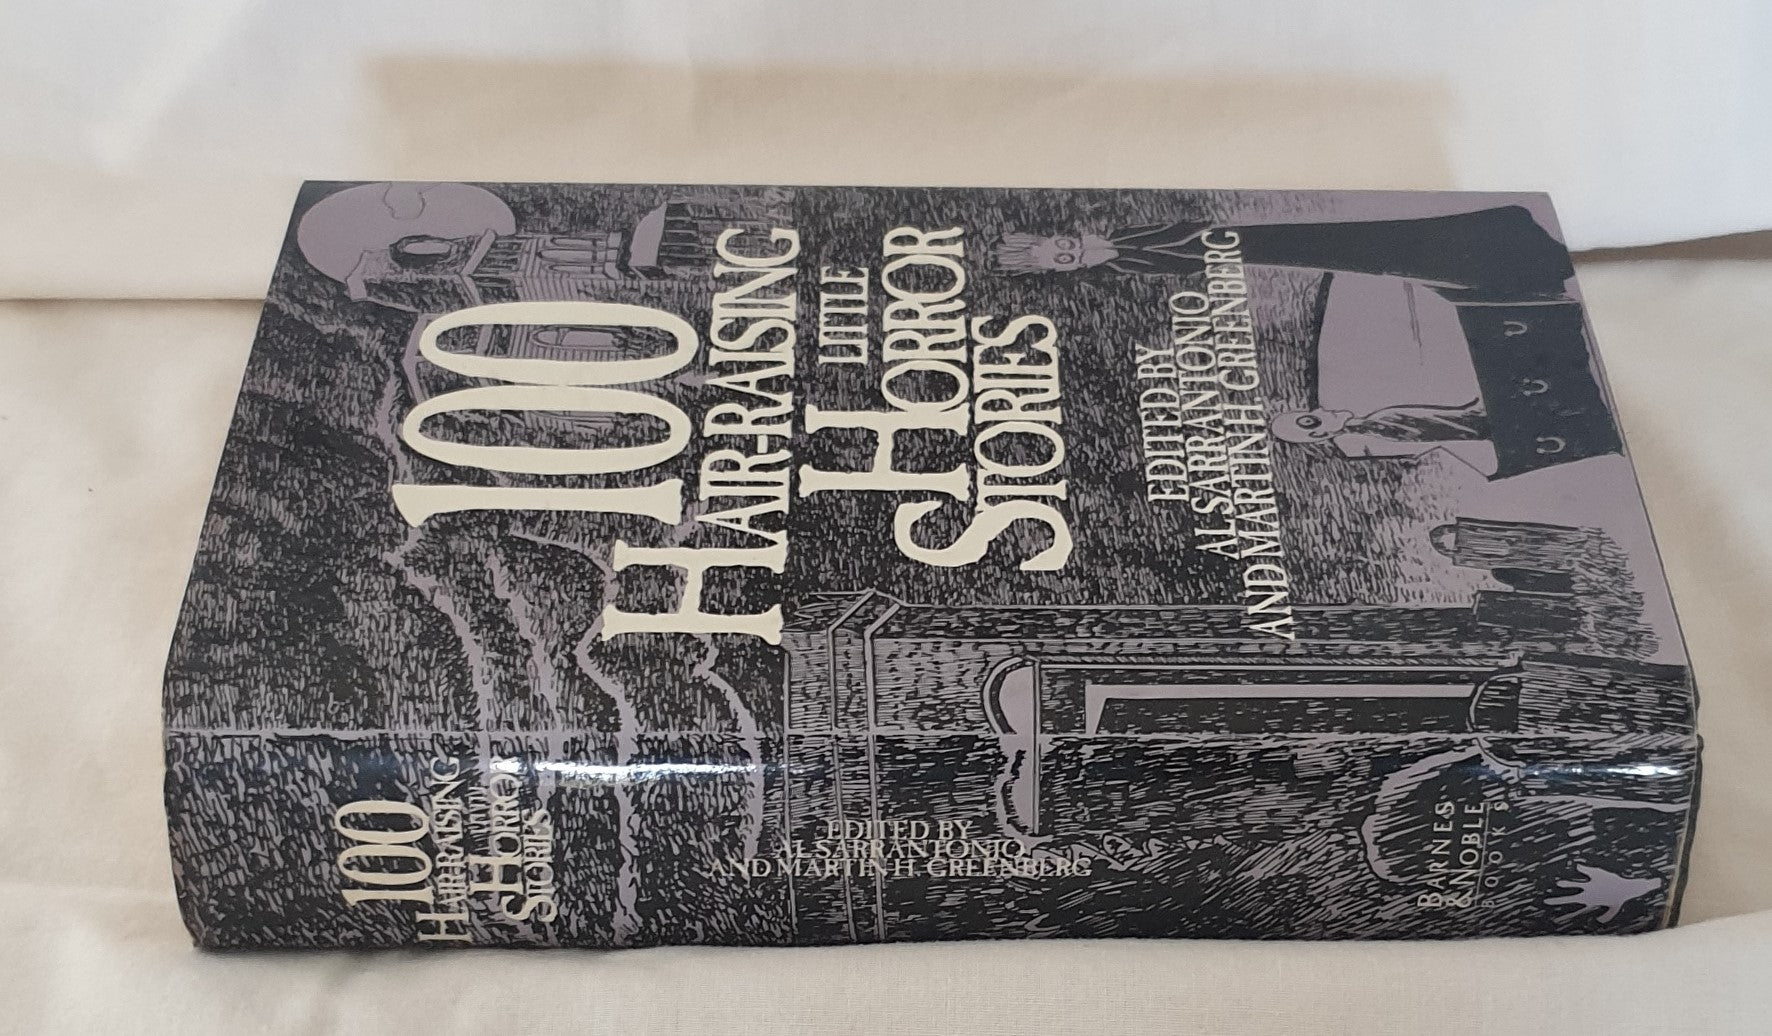 100
HAIR-RAISING
LITTLE
HORROR
STORIES
EDITED BY
AL SARRANTONIO
AND MARTIN H. GREENBERG
100
HAIR-RAISING
LITTLE
HORROR
STORIES
EDITED BY
AL SARRANTONIO
AND MARTIN H. GREENBERG
BARNES
& NOBLE
BOOKS